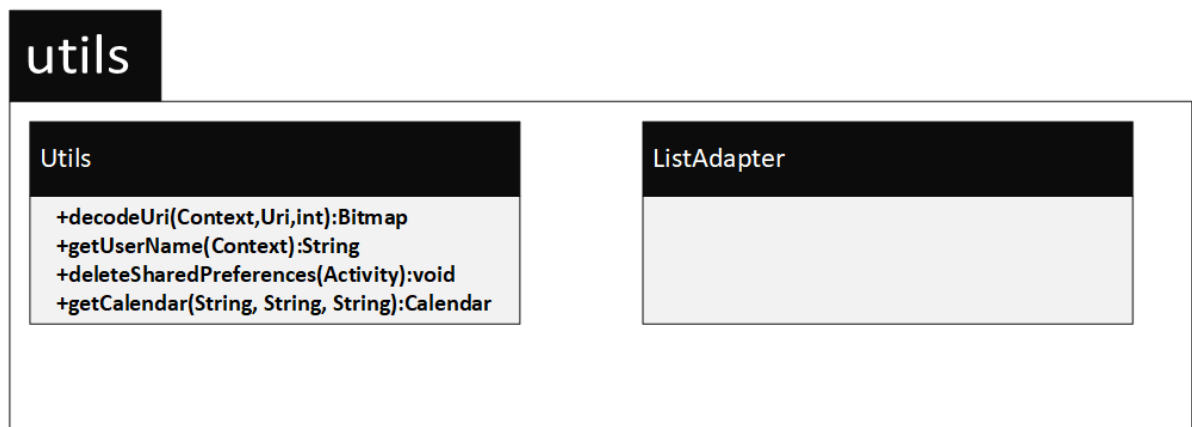 utils
Utils
+decodeUri(Context,Uri,int):Bitmap
+getUserName(Context):String
+deleteSharedPreferences(Activity):void
+getCalendar(String, String, String):Calendar
ListAdapter